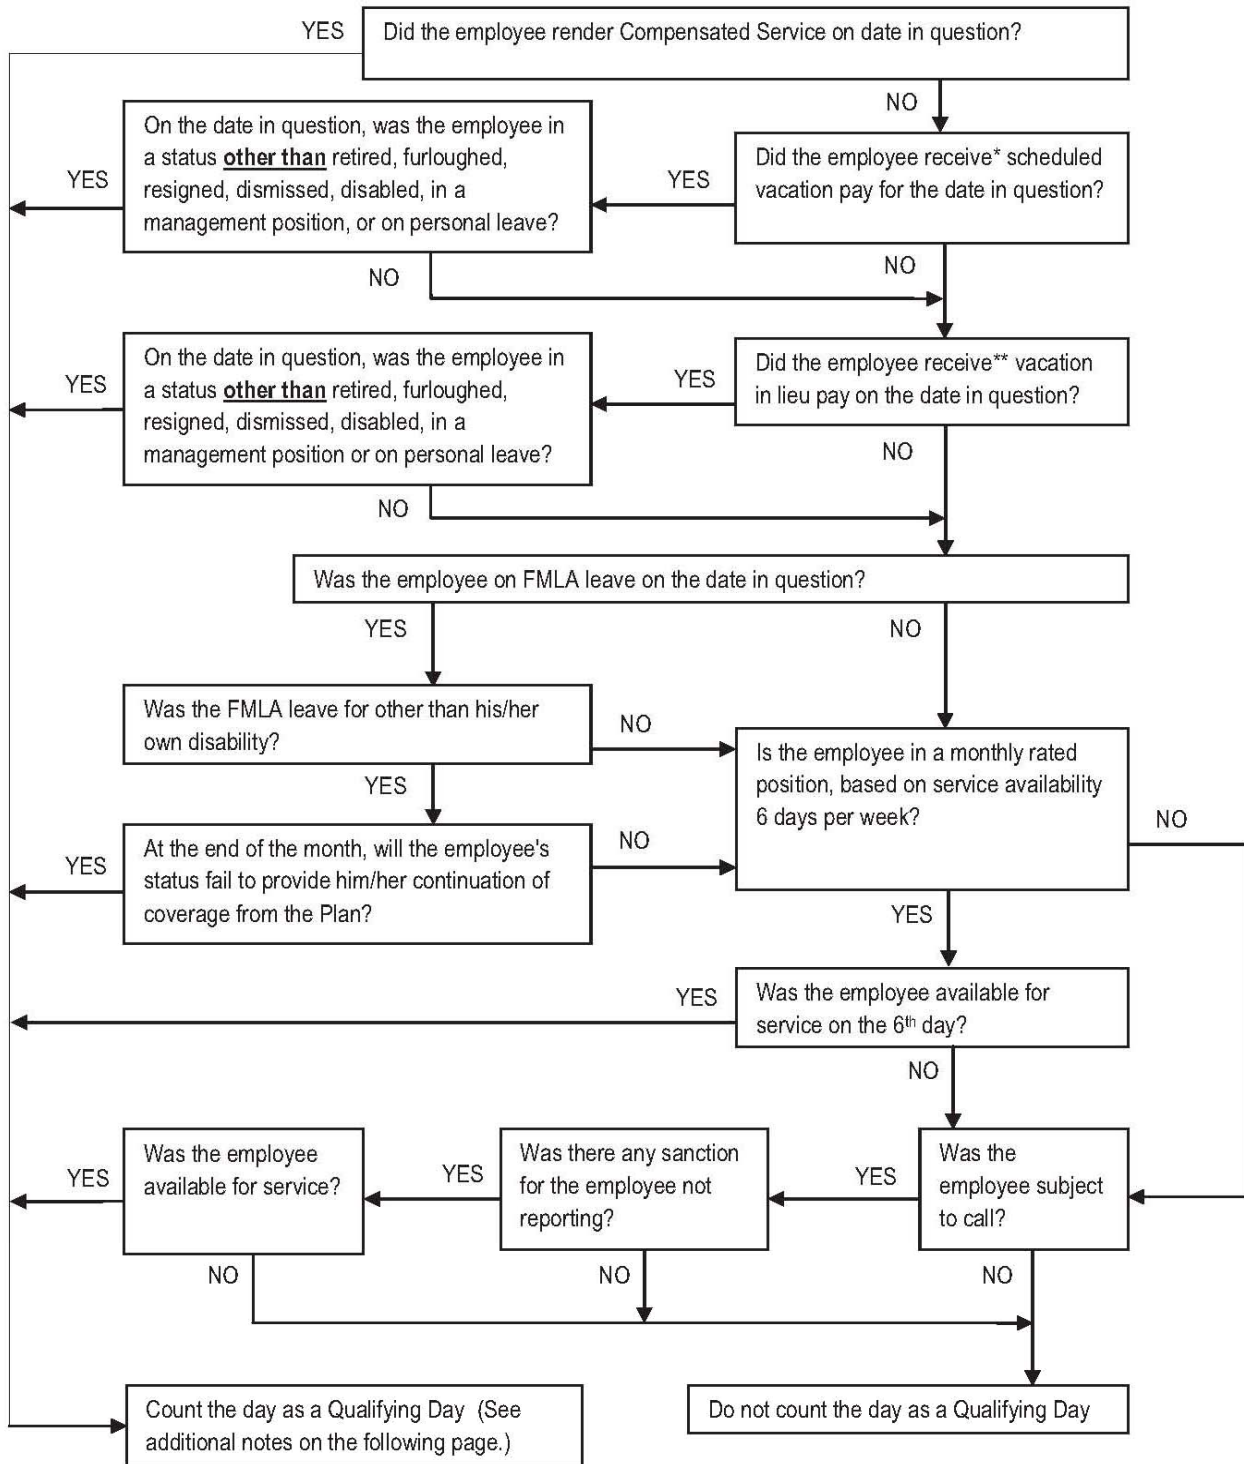 YES
Did the employee render Compensated Service on date in question?
NO
On the date in question, was the employee in
a status other than retired, furloughed,
resigned, dismissed, disabled, in a
management position, or on personal leave?
YES
YES
Did the employee receive* scheduled
vacation pay for the date in question?
NO
NO
On the date in question, was the employee in
a status other than retired, furloughed,
resigned, dismissed, disabled, in a
management position or on personal leave?
YES
YES
Did the employee receive** vacation
in lieu pay on the date in question?
NO
NO
Was the employee on FMLA leave on the date in question?
YES
NO
Was the FMLA leave for other than his/her
own disability?
NO
YES
Is the employee in a monthly rated
position, based on service availability
6 days per week?
NO
At the end of the month, will the employee's
status fail to provide him/her continuation of
coverage from the Plan?
YES
NO
YES
Was the employee available for
service on the 6th day?
YES
NO
Was the employee
available for service?
YES
YES
Was there any sanction
for the employee not
reporting?
YES
Was the
employee subject
to call?
NO
NO
NO
Count the day as a Qualifying Day (See
additional notes on the following page.)
Do not count the day as a Qualifying Day